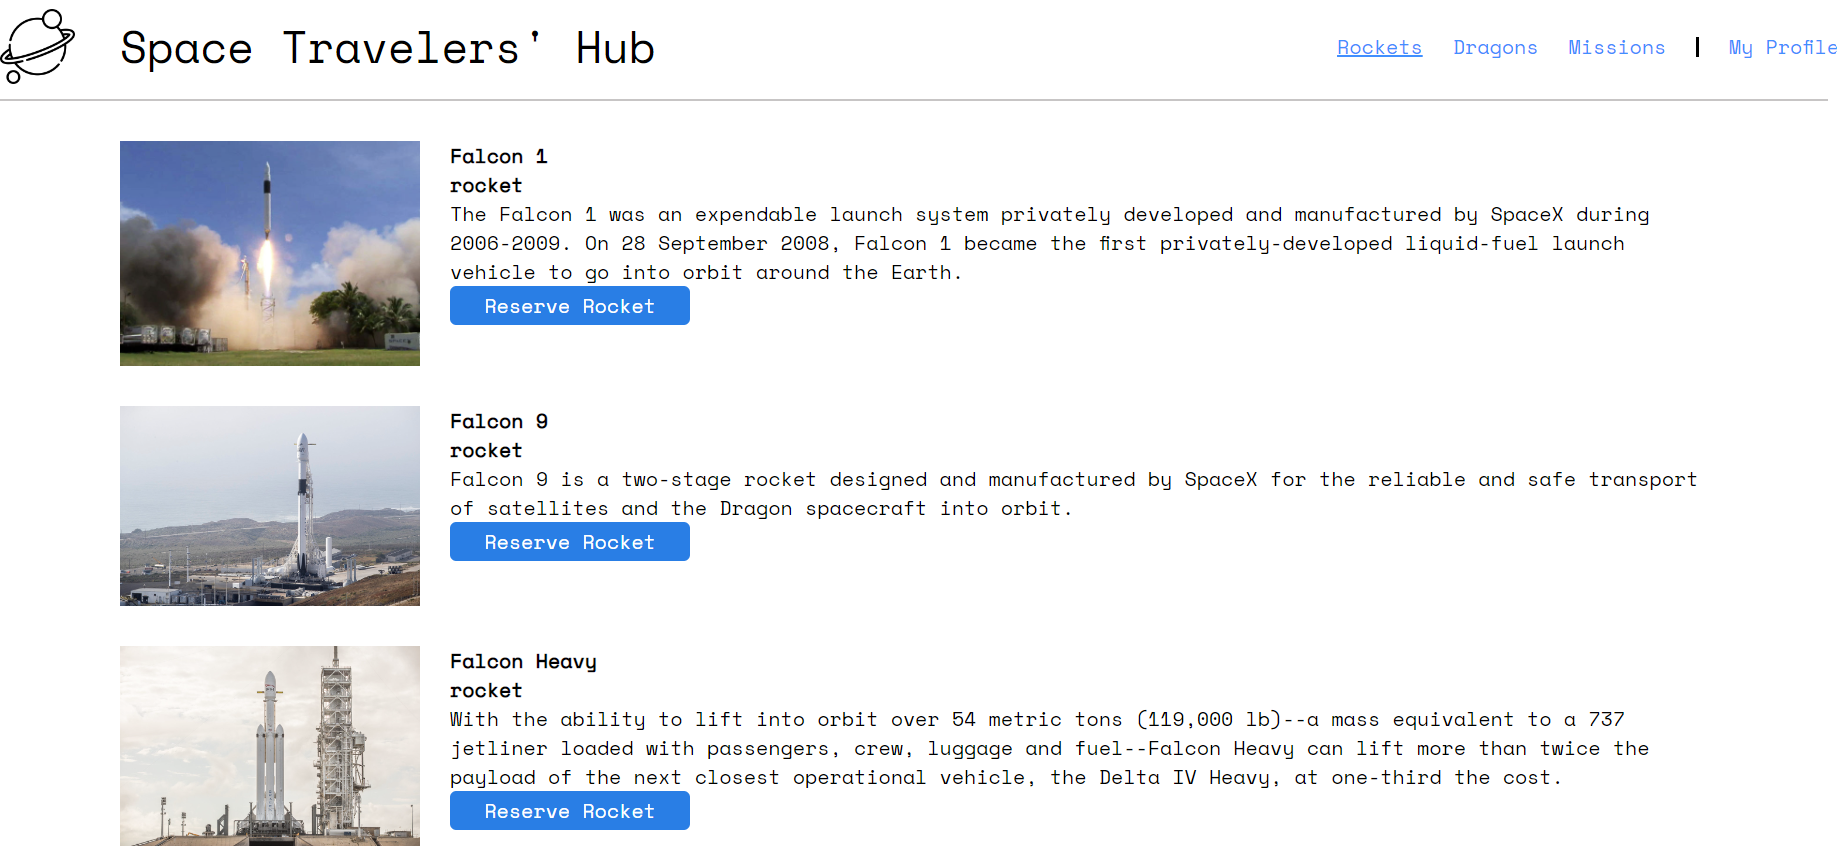 Space Travelers' Hub
Rockets Dragons Missions | My Profile
Falcon 1
rocket
The Falcon 1 was an expendable launch system privately developed and manufactured by SpaceX during
2006-2009. On 28 September 2008, Falcon 1 became the first privately-developed liquid-fuel launch
vehicle to go into orbit around the Earth.
Reserve Rocket
Falcon 9
rocket
Falcon 9 is a two-stage rocket designed and manufactured by SpaceX for the reliable and safe transport
of satellites and the Dragon spacecraft into orbit.
Reserve Rocket
Falcon Heavy
rocket
With the ability to lift into orbit over 54 metric tons (119,000 lb)--a mass equivalent to a 737
jetliner loaded with passengers, crew, luggage and fuel--Falcon Heavy can lift more than twice the
payload of the next closest operational vehicle, the Delta IV Heavy, at one-third the cost.
Reserve Rocket